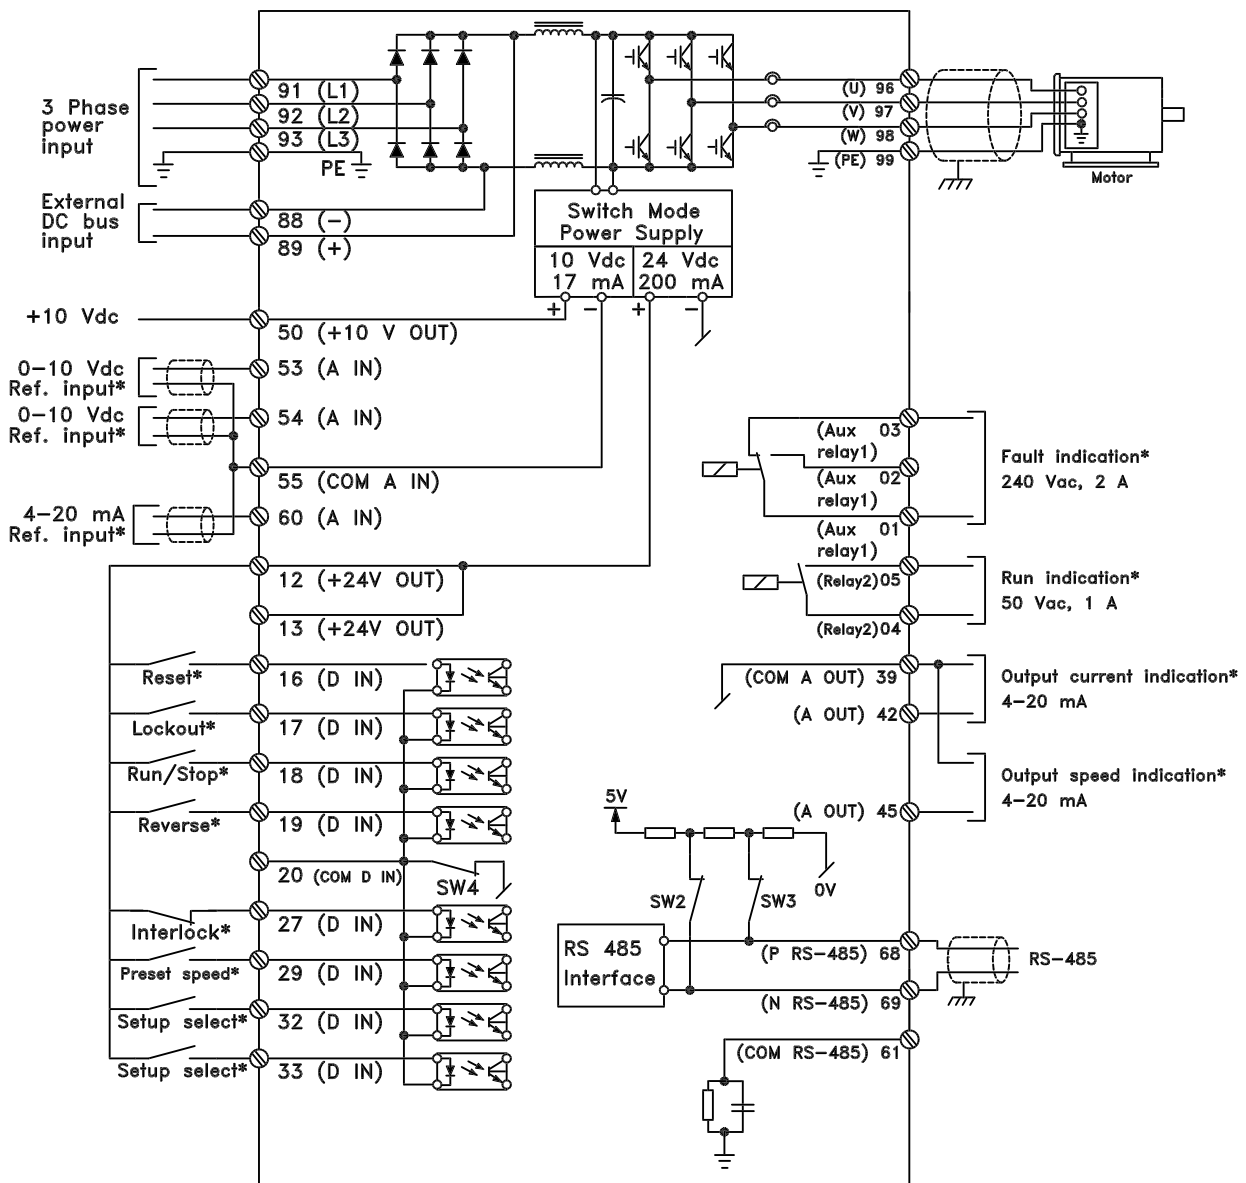 3 Phase
power
input
91 (L1)
92 (L2)
93 (L3)
PE
External
DC bus
input
88 (−)
89 (+)
Switch Mode
Power Supply
10 Vdc
17 mA
24 Vdc
200 mA
+ − + −
(U) 96
(V) 97
(W) 98
(PE) 99
Motor
+10 Vdc
50 (+10 V OUT)
0−10 Vdc
Ref. input*
53 (A IN)
0−10 Vdc
Ref. input*
54 (A IN)
55 (COM A IN)
4−20 mA
Ref. input*
60 (A IN)
12 (+24V OUT)
13 (+24V OUT)
Reset*
16 (D IN)
Lockout*
17 (D IN)
Run/Stop*
18 (D IN)
Reverse*
19 (D IN)
20 (COM D IN)
SW4
Interlock*
27 (D IN)
Preset speed*
29 (D IN)
Setup select*
32 (D IN)
Setup select*
33 (D IN)
(Aux 03
relay1)
(Aux 02
relay1)
(Aux 01
relay1)
Fault indication*
240 Vac, 2 A
(Relay2)05
(Relay2)04
Run indication*
50 Vac, 1 A
(COM A OUT) 39
(A OUT) 42
Output current indication*
4−20 mA
(A OUT) 45
Output speed indication*
4−20 mA
5V
0V
SW2
SW3
RS 485
Interface
(P RS−485) 68
(N RS−485) 69
RS−485
(COM RS−485) 61